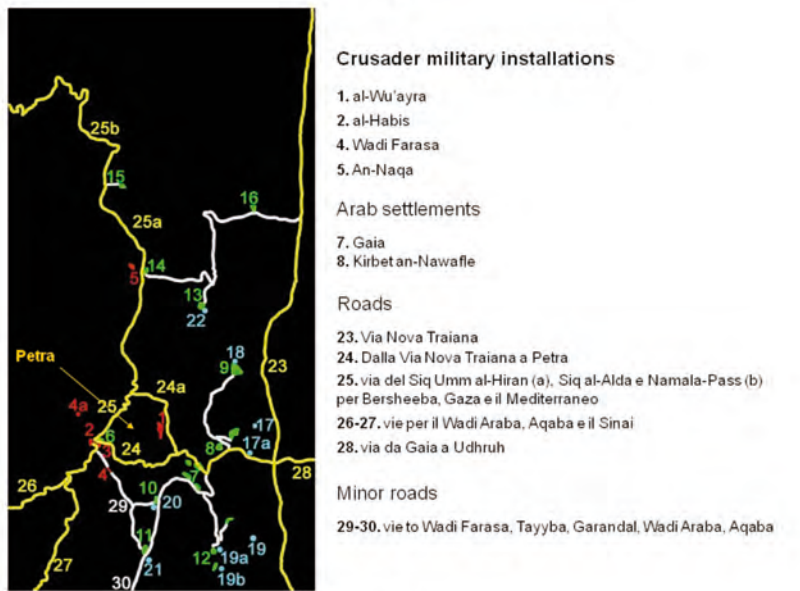 25b
15
16
25a
14
5
13
22
Petra
18
9
23
24a
4a
25
1
17
2
6
8
17a
3
24
4
7
28
26
10
29
20
11
12
19a
19
27
21
19b
30
Crusader military installations
1. al-Wu'ayra
2. al-Habis
4. Wadi Farasa
5. An-Naqa
Arab settlements
7. Gaia
8. Kirbet an-Nawafle
Roads
23. Via Nova Traiana
24. Dalla Via Nova Traiana a Petra
25. via del Siq Umm al-Hiran (a), Siq al-Alda e Namala-Pass (b)
per Bersheeba, Gaza e il Mediterraneo
26-27. vie per il Wadi Araba, Aqaba e il Sinai
28. via da Gaia a Udhruh
Minor roads
29-30. vie to Wadi Farasa, Tayyba, Garandal, Wadi Araba, Aqaba